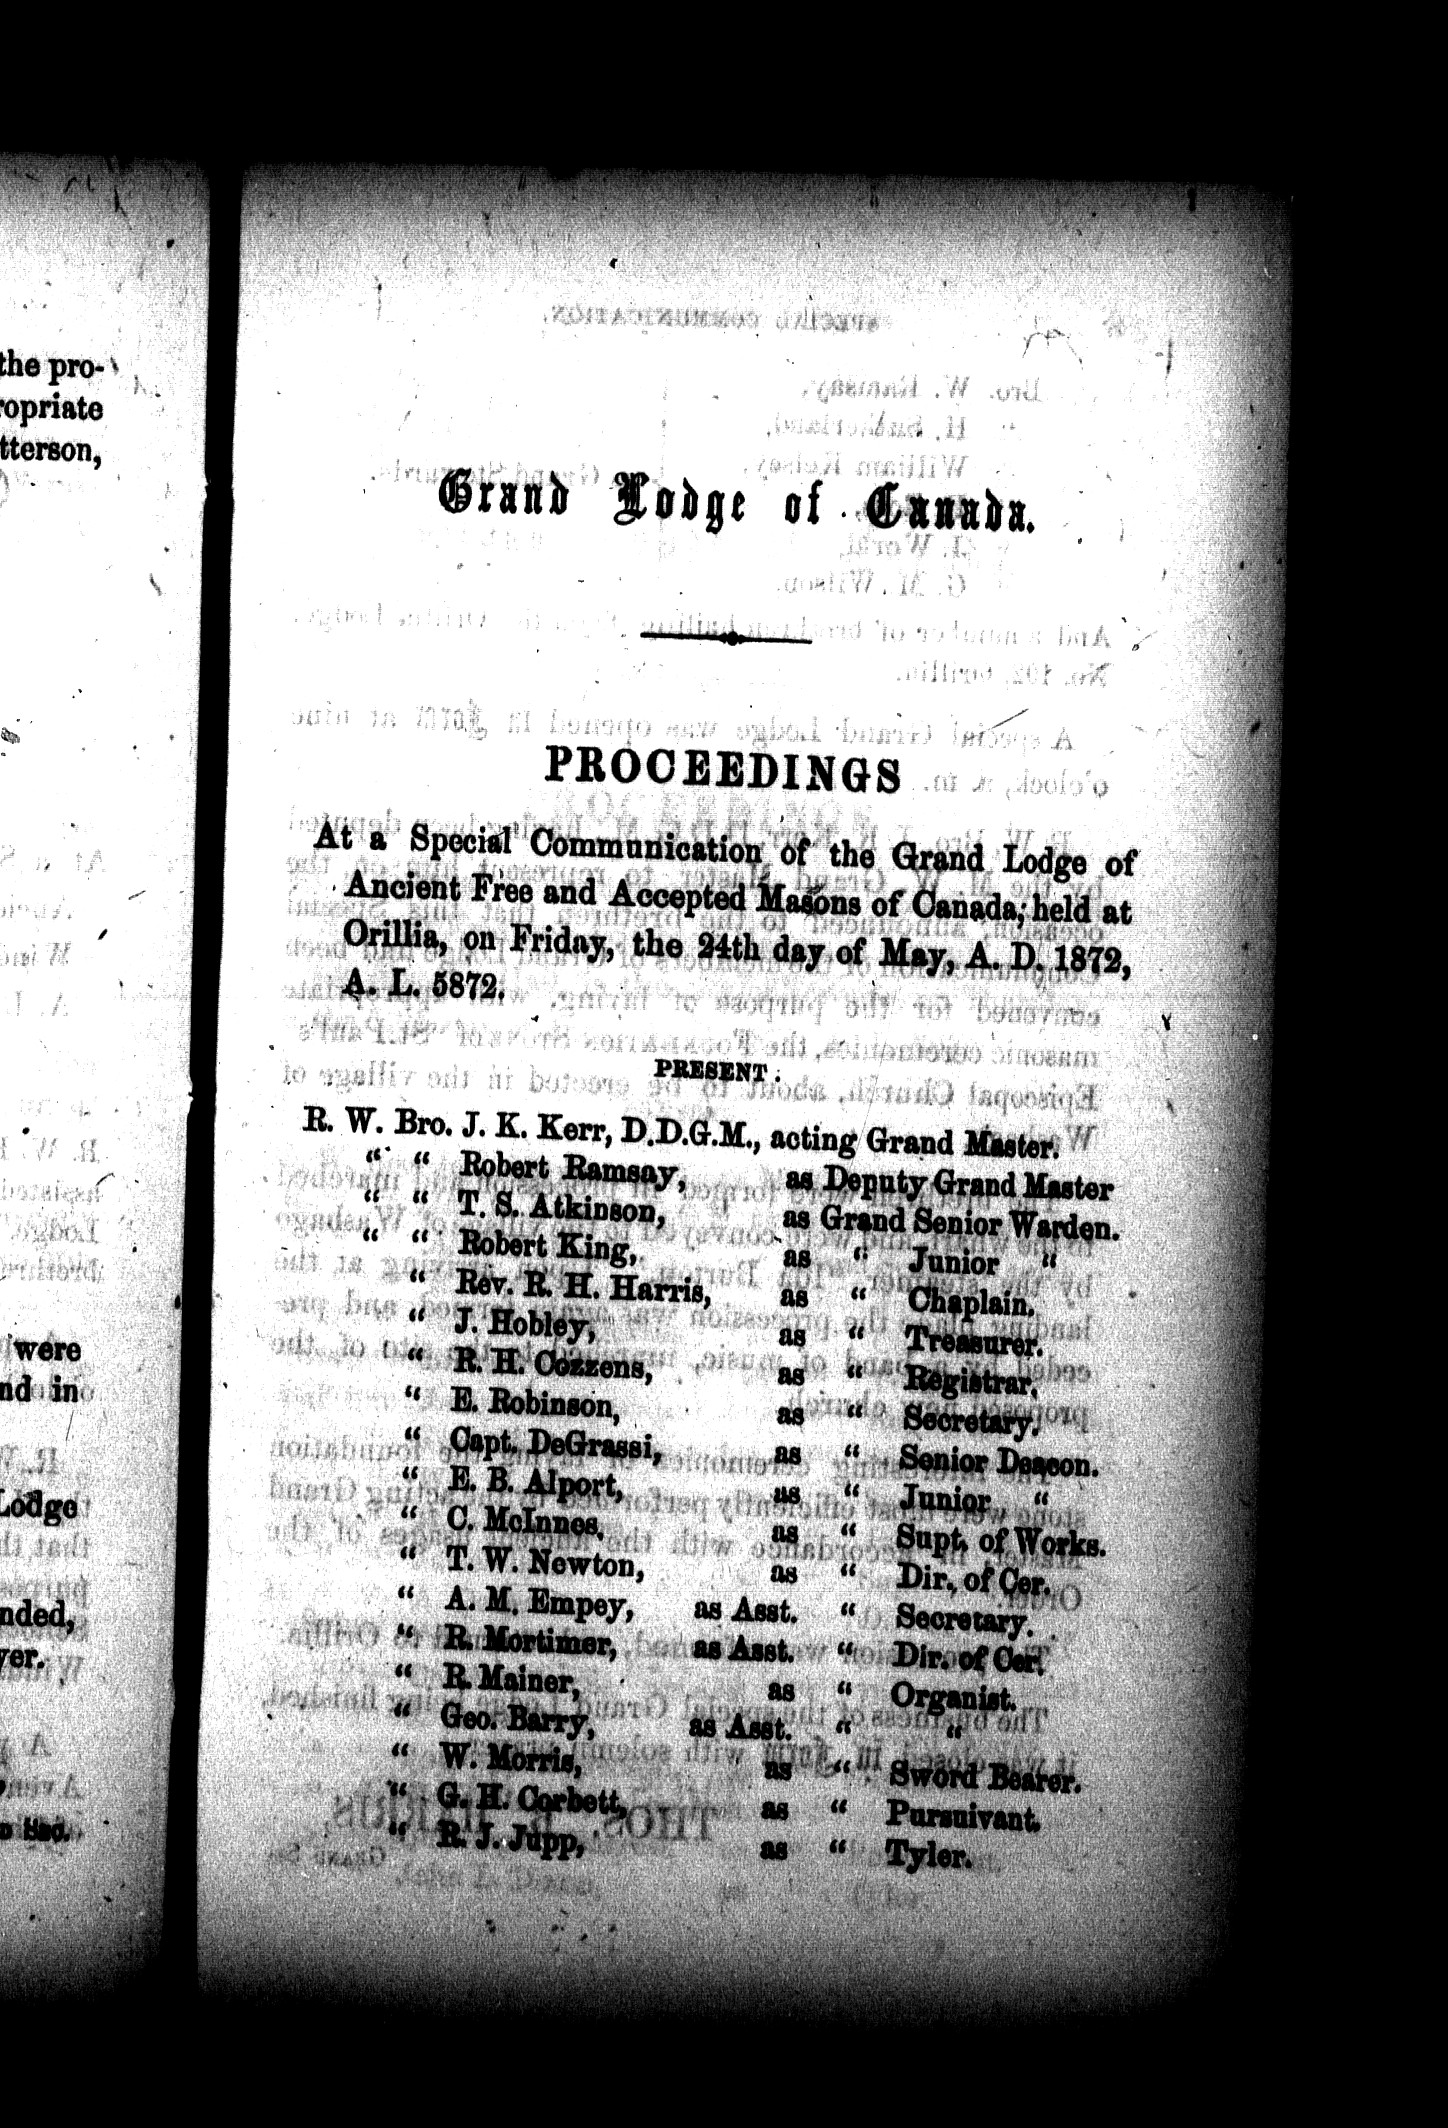 the pro-
ropriate
tterson,
were
nd in
Lodge
nded,
yer.
Grand Lodge of Canada.
PROCEEDINGS
At a Special Communication of the Grand Lodge of
Ancient Free and Accepted Masons of Canada, held at
Orillia, on Friday, the 24th day of May, A. D. 1872,
A. L. 5872.
PRESENT:
R. W. Bro. J. K. Kerr, D.D.G.M., acting Grand Master.
“ “ Robert Ramsay, as Deputy Grand Master
“ “ T. S. Atkinson, as Grand Senior Warden.
“ “ Robert King, as “ Junior “
“ Rev. R. H. Harris, as “ Chaplain.
“ J. Hobley, as “ Treasurer.
“ R. H. Cozzens, as “ Registrar.
“ E. Robinson, as “ Secretary.
“ Capt. DeGrassi, as “ Senior Deacon.
“ E. B. Alport, as “ Junior “
“ C. McInnes, as “ Supt. of Works.
“ T. W. Newton, as “ Dir. of Cer.
“ A. M. Empey, as Asst. “ Secretary.
“ R. Mortimer, as Asst. “ Dir. of Cer.
“ R. Mainer, as “ Organist.
“ Geo. Barry, as Asst. “ “
“ W. Morris, as “ Sword Bearer.
“ G. H. Corbett, as “ Pursuivant.
“ R. J. Jupp, as “ Tyler.